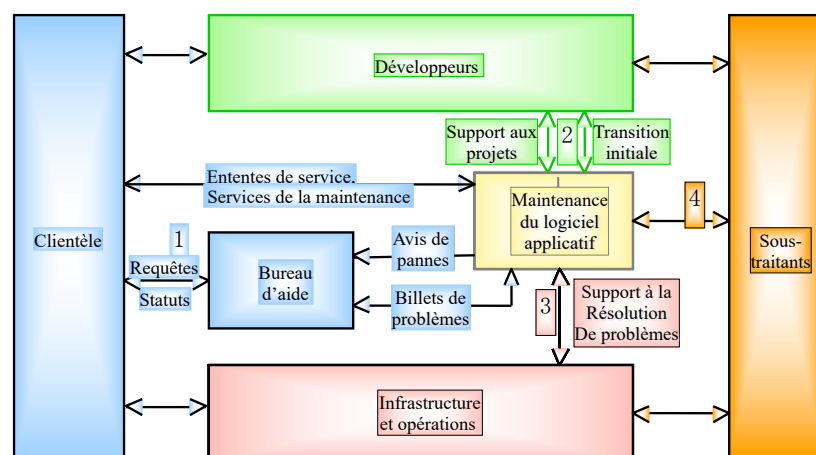 Développeurs
Support aux
projets
2
Transition
initiale
Ententes de service,
Services de la maintenance
Maintenance
du logiciel
applicatif
4
Clientèle
1
Requêtes
Statuts
Bureau
d’aide
Avis de
pannes
Billets de
problèmes
3
Support à la
Résolution
De problèmes
Sous-
traitants
Infrastructure
et opérations